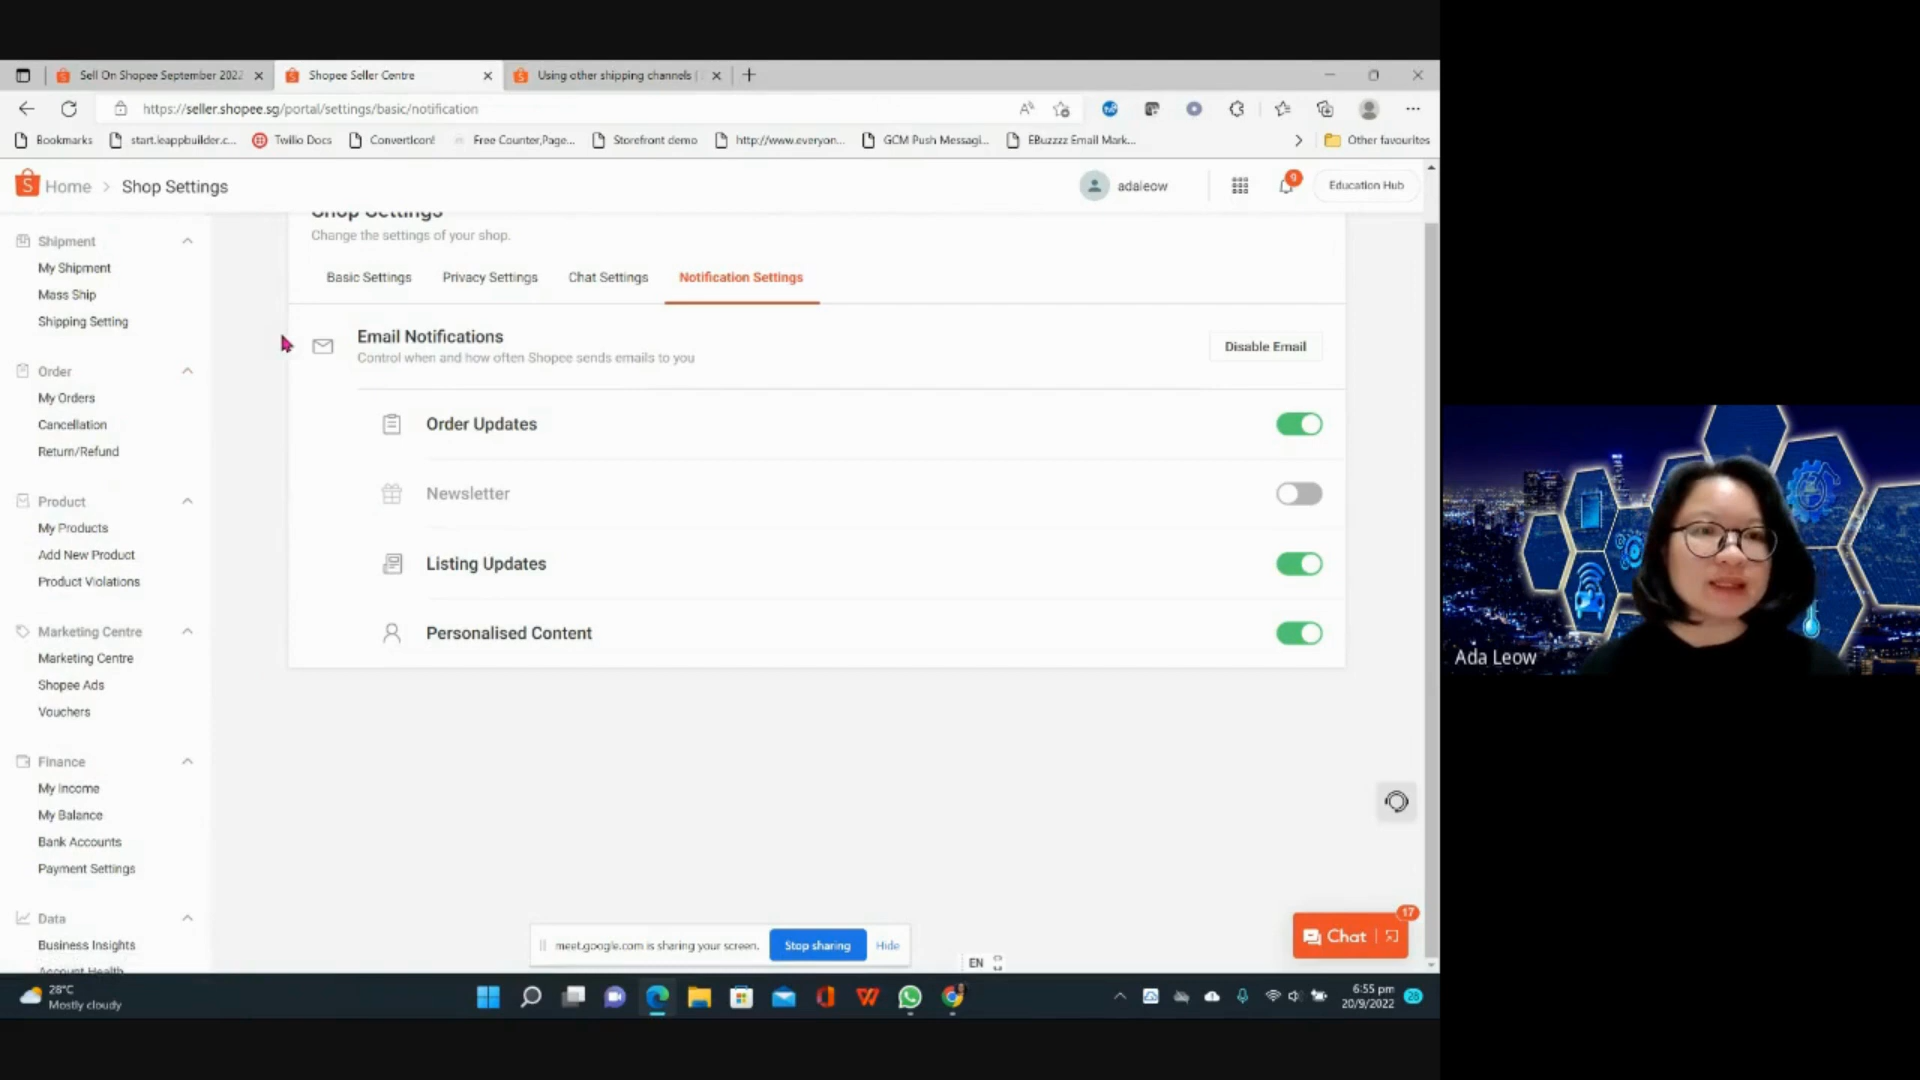 Sell On Shopee September 2022
Shopee Seller Centre
Using other shipping channels |
https://seller.shopee.sg/portal/settings/basic/notification
Bookmarks
start.ieappbuilder.c...
Twilio Docs
ConvertIcon!
Free Counter,Page...
Storefront demo
http://www.everyon...
GCM Push Messagi...
EBuzzzz Email Mark...
Other favourites
Home > Shop Settings
adaleow
9
Education Hub
Shop Settings
Change the settings of your shop.
Basic Settings
Privacy Settings
Chat Settings
Notification Settings
Email Notifications
Control when and how often Shopee sends emails to you
Disable Email
Order Updates
Newsletter
Listing Updates
Personalised Content
Shipment
My Shipment
Mass Ship
Shipping Setting
Order
My Orders
Cancellation
Return/Refund
Product
My Products
Add New Product
Product Violations
Marketing Centre
Marketing Centre
Shopee Ads
Vouchers
Finance
My Income
My Balance
Bank Accounts
Payment Settings
Data
Business Insights
Account Health
meet.google.com is sharing your screen.
Stop sharing
Hide
Chat
17
EN
28°C
Mostly cloudy
6:55 pm
20/9/2022
28
Ada Leow